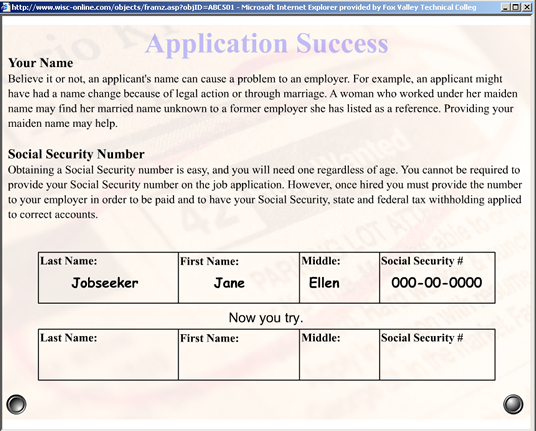 http://www.wisc-online.com/objects/framz.asp?objID=ABC501 - Microsoft Internet Explorer provided by Fox Valley Technical Colleg
Application Success
Your Name
Believe it or not, an applicant's name can cause a problem to an employer. For example, an applicant might
have had a name change because of legal action or through marriage. A woman who worked under her maiden
name may find her married name unknown to a former employer she has listed as a reference. Providing your
maiden name may help.
Social Security Number
Obtaining a Social Security number is easy, and you will need one regardless of age. You cannot be required to
provide your Social Security number on the job application. However, once hired you must provide the number
to your employer in order to be paid and to have your Social Security, state and federal tax withholding applied
to correct accounts.
Last Name: First Name: Middle: Social Security #
Jobseeker Jane Ellen 000-00-0000
Now you try.
Last Name: First Name: Middle: Social Security #